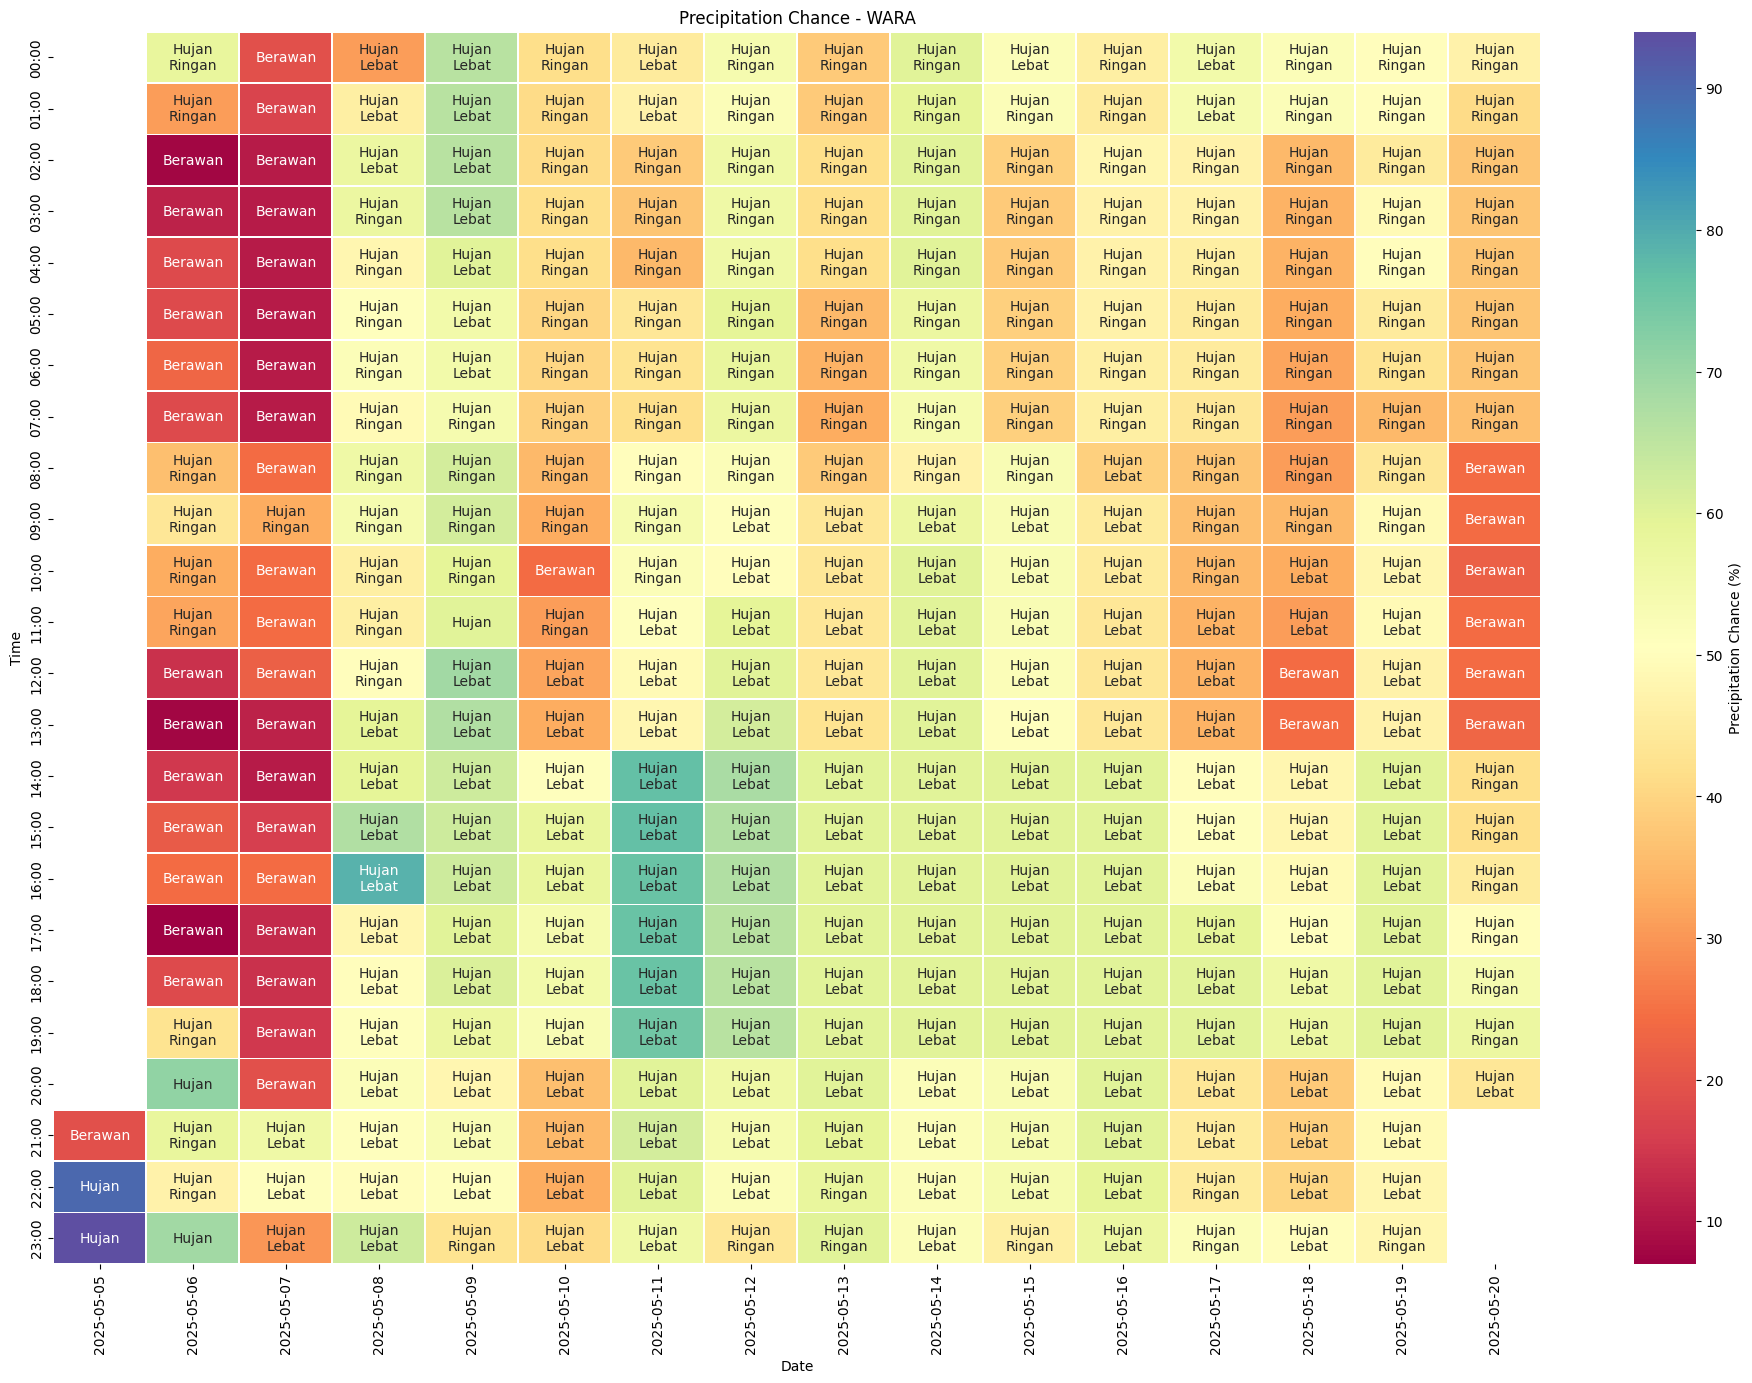 Precipitation Chance - WARA
00:00 Hujan Ringan Berawan Hujan Lebat Hujan Lebat Hujan Ringan Hujan Lebat Hujan Ringan Hujan Ringan Hujan Ringan Hujan Lebat Hujan Ringan Hujan Lebat Hujan Ringan Hujan Ringan Hujan Ringan
01:00 Hujan Ringan Berawan Hujan Lebat Hujan Lebat Hujan Ringan Hujan Lebat Hujan Ringan Hujan Ringan Hujan Ringan Hujan Ringan Hujan Ringan Hujan Lebat Hujan Ringan Hujan Ringan Hujan Ringan
02:00 Berawan Berawan Hujan Lebat Hujan Lebat Hujan Ringan Hujan Ringan Hujan Ringan Hujan Ringan Hujan Ringan Hujan Ringan Hujan Ringan Hujan Ringan Hujan Ringan Hujan Ringan Hujan Ringan
03:00 Berawan Berawan Hujan Ringan Hujan Lebat Hujan Ringan Hujan Ringan Hujan Ringan Hujan Ringan Hujan Ringan Hujan Ringan Hujan Ringan Hujan Ringan Hujan Ringan Hujan Ringan Hujan Ringan
04:00 Berawan Berawan Hujan Ringan Hujan Lebat Hujan Ringan Hujan Ringan Hujan Ringan Hujan Ringan Hujan Ringan Hujan Ringan Hujan Ringan Hujan Ringan Hujan Ringan Hujan Ringan Hujan Ringan
05:00 Berawan Berawan Hujan Ringan Hujan Lebat Hujan Ringan Hujan Ringan Hujan Ringan Hujan Ringan Hujan Ringan Hujan Ringan Hujan Ringan Hujan Ringan Hujan Ringan Hujan Ringan Hujan Ringan
06:00 Berawan Berawan Hujan Ringan Hujan Lebat Hujan Ringan Hujan Ringan Hujan Ringan Hujan Ringan Hujan Ringan Hujan Ringan Hujan Ringan Hujan Ringan Hujan Ringan Hujan Ringan Hujan Ringan
07:00 Berawan Berawan Hujan Ringan Hujan Ringan Hujan Ringan Hujan Ringan Hujan Ringan Hujan Ringan Hujan Ringan Hujan Ringan Hujan Ringan Hujan Ringan Hujan Ringan Hujan Ringan Hujan Ringan
08:00 Hujan Ringan Berawan Hujan Ringan Hujan Ringan Hujan Ringan Hujan Ringan Hujan Ringan Hujan Ringan Hujan Ringan Hujan Ringan Hujan Lebat Hujan Ringan Hujan Ringan Hujan Ringan Berawan
09:00 Hujan Ringan Hujan Ringan Hujan Ringan Hujan Ringan Hujan Ringan Hujan Ringan Hujan Lebat Hujan Lebat Hujan Lebat Hujan Lebat Hujan Lebat Hujan Ringan Hujan Ringan Hujan Ringan Berawan
10:00 Hujan Ringan Berawan Hujan Ringan Hujan Ringan Berawan Hujan Ringan Hujan Lebat Hujan Lebat Hujan Lebat Hujan Lebat Hujan Lebat Hujan Ringan Hujan Lebat Hujan Lebat Berawan
11:00 Hujan Ringan Berawan Hujan Ringan Hujan Hujan Ringan Hujan Lebat Hujan Lebat Hujan Lebat Hujan Lebat Hujan Lebat Hujan Lebat Hujan Lebat Hujan Lebat Hujan Lebat Berawan
12:00 Berawan Berawan Hujan Ringan Hujan Lebat Hujan Lebat Hujan Lebat Hujan Lebat Hujan Lebat Hujan Lebat Hujan Lebat Hujan Lebat Hujan Lebat Berawan Hujan Lebat Berawan
13:00 Berawan Berawan Hujan Lebat Hujan Lebat Hujan Lebat Hujan Lebat Hujan Lebat Hujan Lebat Hujan Lebat Hujan Lebat Hujan Lebat Hujan Lebat Berawan Hujan Lebat Berawan
14:00 Berawan Berawan Hujan Lebat Hujan Lebat Hujan Lebat Hujan Lebat Hujan Lebat Hujan Lebat Hujan Lebat Hujan Lebat Hujan Lebat Hujan Lebat Hujan Lebat Hujan Lebat Hujan Ringan
15:00 Berawan Berawan Hujan Lebat Hujan Lebat Hujan Lebat Hujan Lebat Hujan Lebat Hujan Lebat Hujan Lebat Hujan Lebat Hujan Lebat Hujan Lebat Hujan Lebat Hujan Lebat Hujan Ringan
16:00 Berawan Berawan Hujan Lebat Hujan Lebat Hujan Lebat Hujan Lebat Hujan Lebat Hujan Lebat Hujan Lebat Hujan Lebat Hujan Lebat Hujan Lebat Hujan Lebat Hujan Lebat Hujan Ringan
17:00 Berawan Berawan Hujan Lebat Hujan Lebat Hujan Lebat Hujan Lebat Hujan Lebat Hujan Lebat Hujan Lebat Hujan Lebat Hujan Lebat Hujan Lebat Hujan Lebat Hujan Lebat Hujan Ringan
18:00 Berawan Berawan Hujan Lebat Hujan Lebat Hujan Lebat Hujan Lebat Hujan Lebat Hujan Lebat Hujan Lebat Hujan Lebat Hujan Lebat Hujan Lebat Hujan Lebat Hujan Lebat Hujan Ringan
19:00 Hujan Ringan Berawan Hujan Lebat Hujan Lebat Hujan Lebat Hujan Lebat Hujan Lebat Hujan Lebat Hujan Lebat Hujan Lebat Hujan Lebat Hujan Lebat Hujan Lebat Hujan Lebat Hujan Ringan
20:00 Hujan Berawan Hujan Lebat Hujan Lebat Hujan Lebat Hujan Lebat Hujan Lebat Hujan Lebat Hujan Lebat Hujan Lebat Hujan Lebat Hujan Lebat Hujan Lebat Hujan Lebat Hujan Lebat
21:00 Berawan Hujan Ringan Hujan Lebat Hujan Lebat Hujan Lebat Hujan Lebat Hujan Lebat Hujan Lebat Hujan Lebat Hujan Lebat Hujan Lebat Hujan Lebat Hujan Lebat Hujan Lebat Hujan Lebat
22:00 Hujan Hujan Ringan Hujan Lebat Hujan Lebat Hujan Lebat Hujan Lebat Hujan Lebat Hujan Lebat Hujan Ringan Hujan Lebat Hujan Lebat Hujan Lebat Hujan Ringan Hujan Lebat Hujan Lebat
23:00 Hujan Hujan Hujan Lebat Hujan Lebat Hujan Ringan Hujan Lebat Hujan Lebat Hujan Ringan Hujan Ringan Hujan Lebat Hujan Ringan Hujan Lebat Hujan Ringan Hujan Lebat Hujan Ringan
2025-05-05 2025-05-06 2025-05-07 2025-05-08 2025-05-09 2025-05-10 2025-05-11 2025-05-12 2025-05-13 2025-05-14 2025-05-15 2025-05-16 2025-05-17 2025-05-18 2025-05-19 2025-05-20
Date
Time
90
80
70
60
50
40
30
20
10
Precipitation Chance (%)